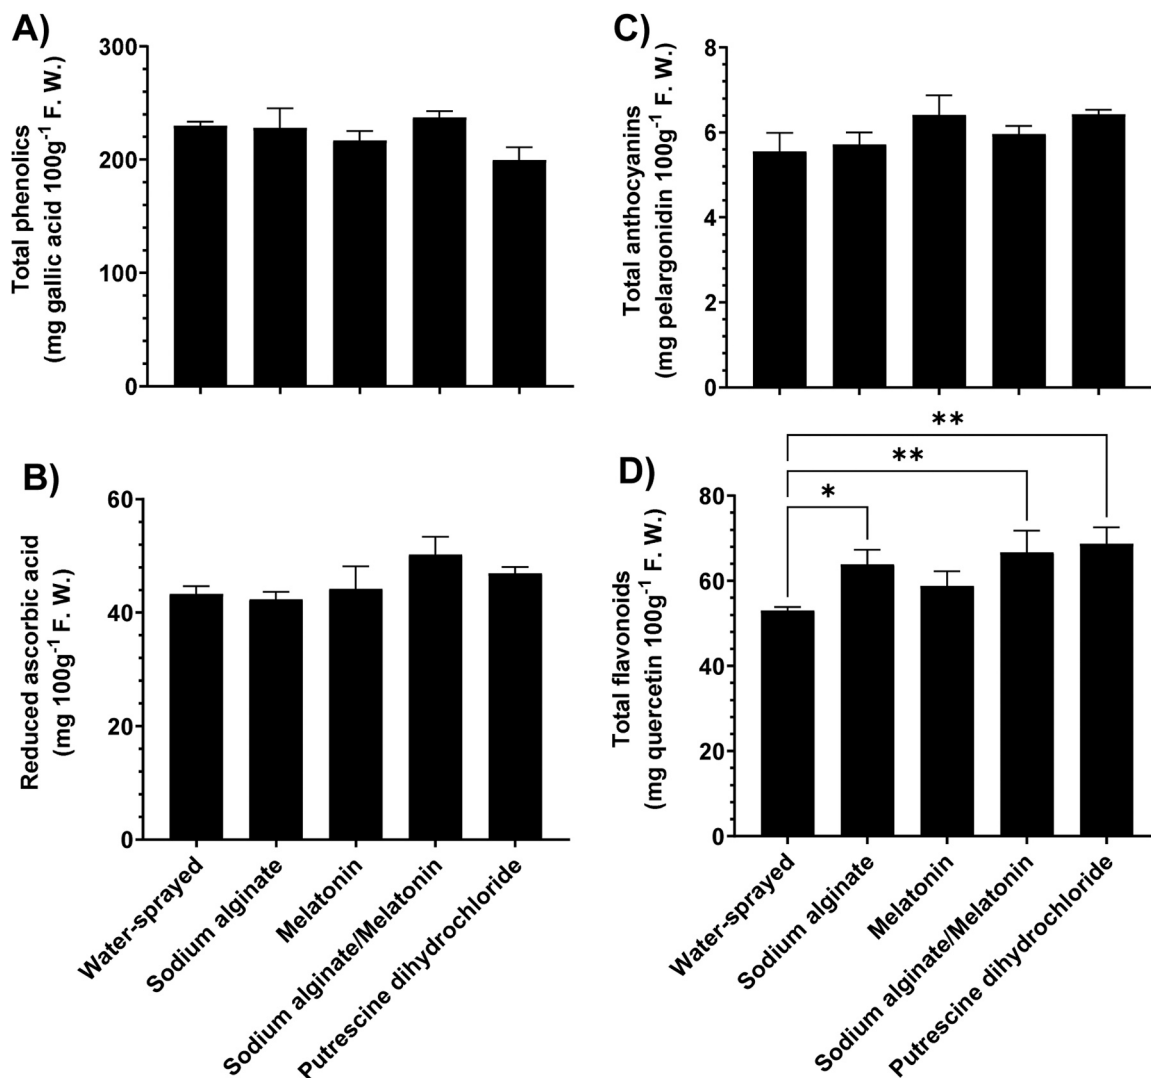 A)
Total phenolics
(mg gallic acid 100g⁻¹ F. W.)
300
200
100
0
C)
Total anthocyanins
(mg pelargonidin 100g⁻¹ F. W.)
8
6
4
2
0
B)
Reduced ascorbic acid
(mg 100g⁻¹ F. W.)
60
40
20
0
Water-sprayed
Sodium alginate
Melatonin
Sodium alginate/Melatonin
Putrescine dihydrochloride
D)
Total flavonoids
(mg quercetin 100g⁻¹ F. W.)
**
**
*
80
60
40
20
0
Water-sprayed
Sodium alginate
Melatonin
Sodium alginate/Melatonin
Putrescine dihydrochloride